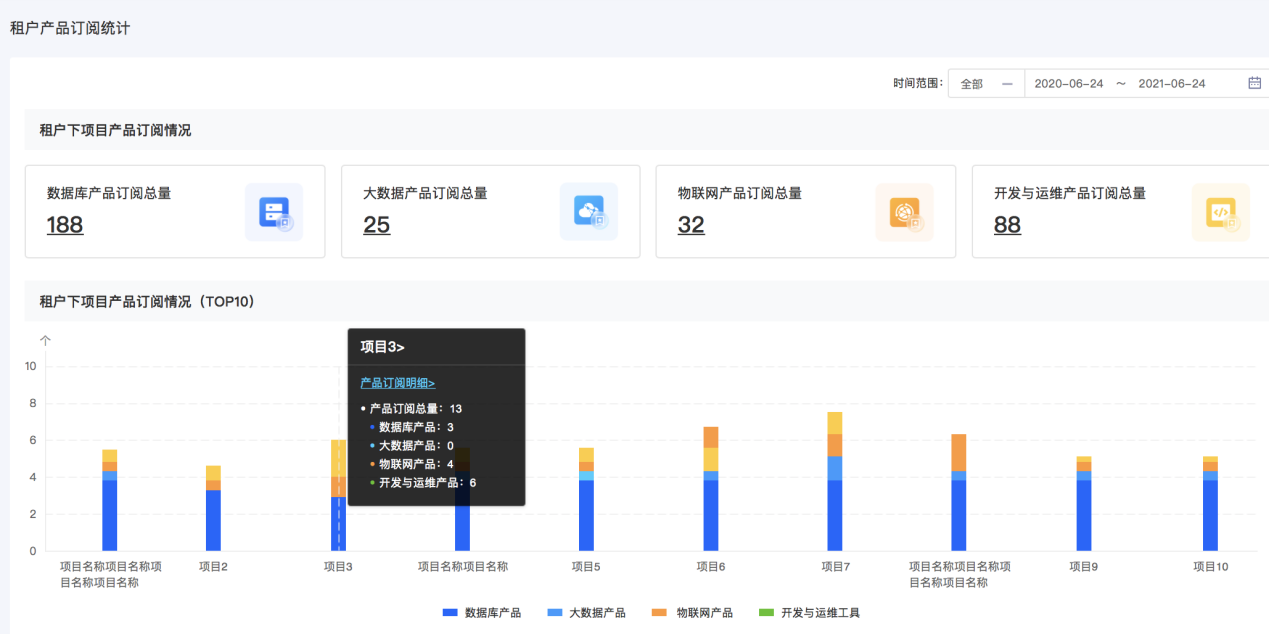 租户产品订阅统计
时间范围: 全部 2020-06-24 ~ 2021-06-24
租户下项目产品订阅情况
数据库产品订阅总量
188
大数据产品订阅总量
25
物联网产品订阅总量
32
开发与运维产品订阅总量
88
租户下项目产品订阅情况（TOP10）
个
10
8
6
4
2
0
项目3>
产品订阅明细>
产品订阅总量: 13
数据库产品: 3
大数据产品: 0
物联网产品: 4
开发与运维产品: 6
项目名称项目名称项
目名称项目名称
项目2
项目3
项目名称项目名称
项目5
项目6
项目7
项目名称项目名称项
目名称项目名称
项目9
项目10
数据库产品 大数据产品 物联网产品 开发与运维工具